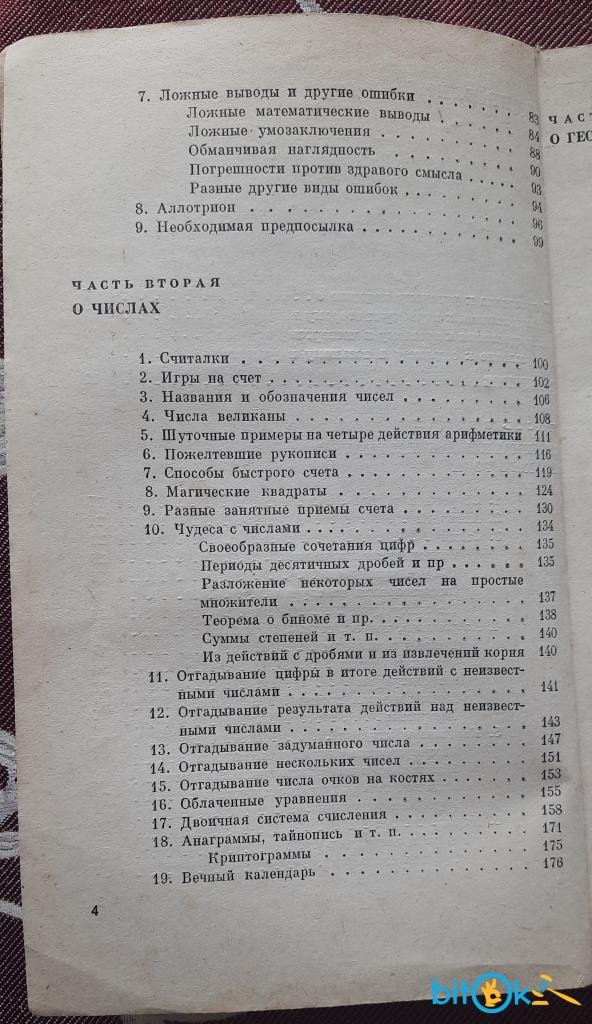 7. Ложные выводы и другие ошибки . . . . . . 83
Ложные математические выводы . . . . . 84
Ложные умозаключения . . . . . . . . 88
Обманчивая наглядность . . . . . . . . 90
Погрешности против здравого смысла . . . . 93
Разные другие виды ошибок . . . . . . . 94
8. Аллотрион . . . . . . . . . . . . . . . 96
9. Необходимая предпосылка . . . . . . . . . 99
ЧАСТЬ ВТОРАЯ
О ЧИСЛАХ
1. Считалки . . . . . . . . . . . . . . . . 100
2. Игры на счет . . . . . . . . . . . . . . 102
3. Названия и обозначения чисел . . . . . . . 106
4. Числа великаны . . . . . . . . . . . . . 108
5. Шуточные примеры на четыре действия арифметики 111
6. Пожелтевшие рукописи . . . . . . . . . . 116
7. Способы быстрого счета . . . . . . . . . . 119
8. Магические квадраты . . . . . . . . . . . 124
9. Разные занятные приемы счета . . . . . . . 130
10. Чудеса с числами . . . . . . . . . . . . 134
Своеобразные сочетания цифр . . . . . . 135
Периоды десятичных дробей и пр . . . . . 135
Разложение некоторых чисел на простые
множители . . . . . . . . . . . . . . 137
Теорема о биноме и пр. . . . . . . . . . 138
Суммы степеней и т. п. . . . . . . . . . 140
Из действий с дробями и из извлечений корня 140
11. Отгадывание цифры в итоге действий с неизвест-
ными числами . . . . . . . . . . . . . . 141
12. Отгадывание результата действий над неизвест-
ными числами . . . . . . . . . . . . . . 143
13. Отгадывание задуманного числа . . . . . . . 147
14. Отгадывание нескольких чисел . . . . . . . 151
15. Отгадывание числа очков на костях . . . . . 153
16. Облаченные уравнения . . . . . . . . . . 155
17. Двоичная система счисления . . . . . . . . 158
18. Анаграммы, тайнопись и т. п. . . . . . . . 171
Криптограммы . . . . . . . . . . . . 175
19. Вечный календарь . . . . . . . . . . . . 176
4
ЧАСТ
О ГЕО
bitOk